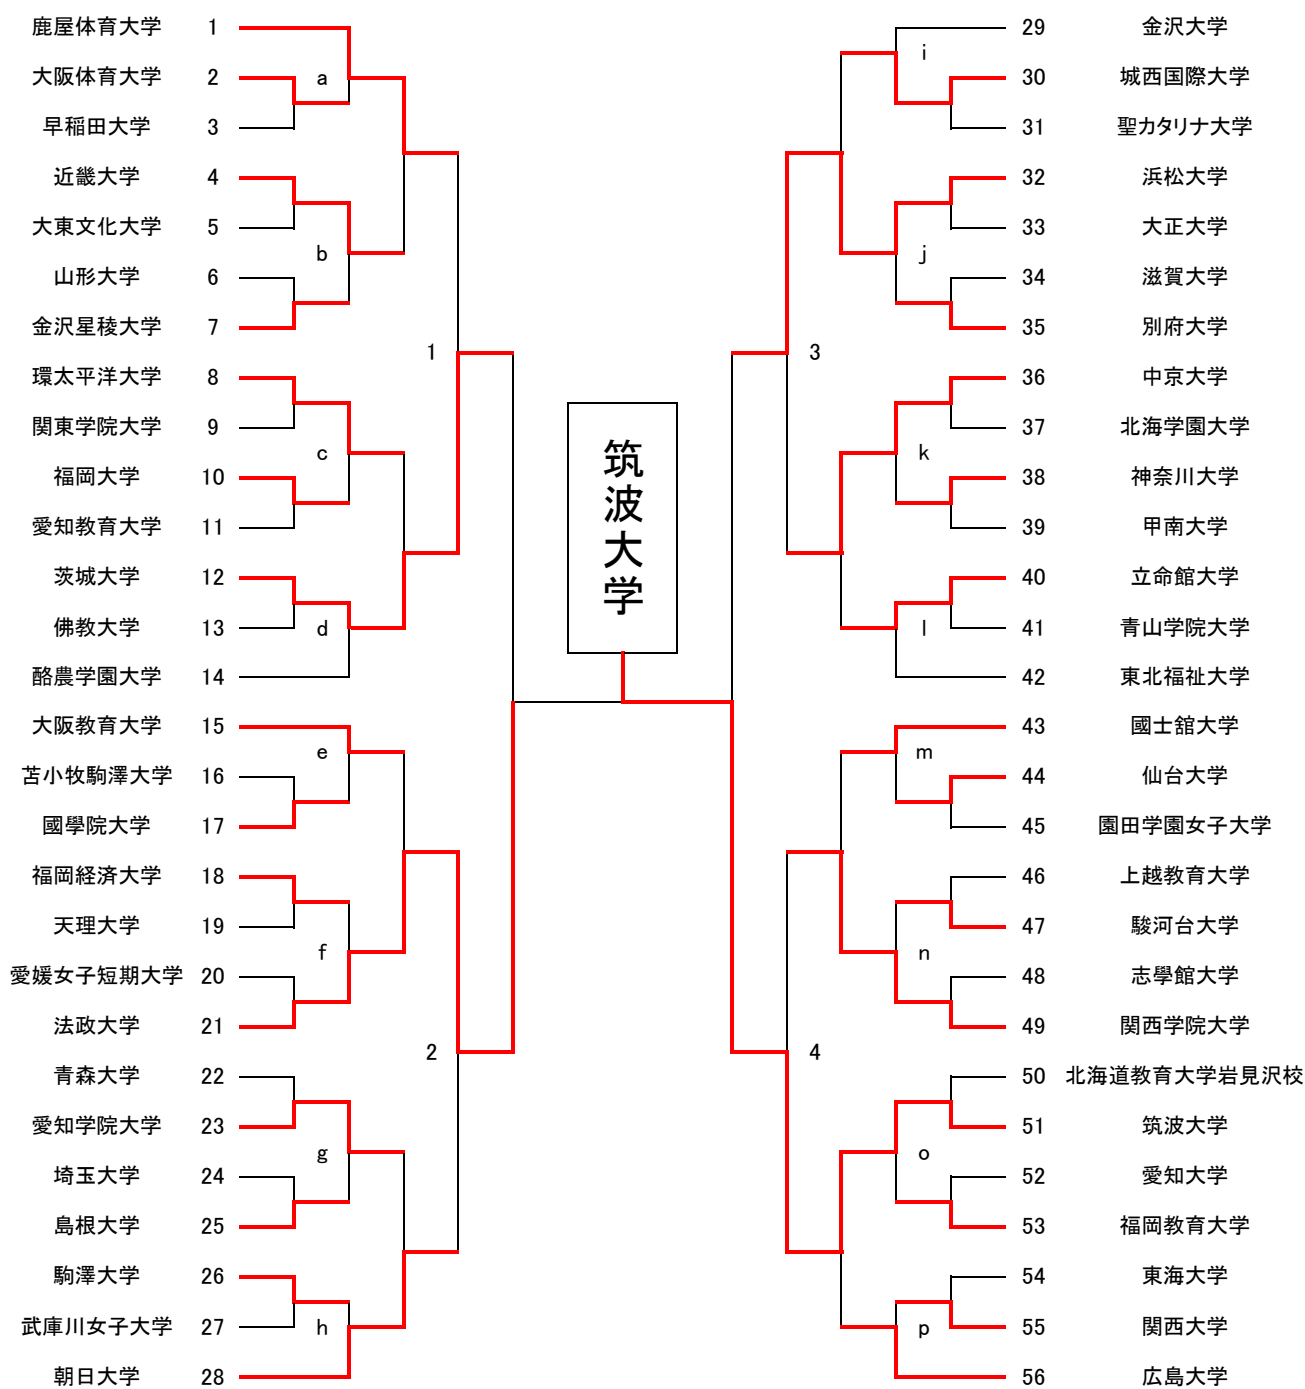 鹿屋体育大学 1
大阪体育大学 2
早稲田大学 3
近畿大学 4
大東文化大学 5
山形大学 6
金沢星稜大学 7
環太平洋大学 8
関東学院大学 9
福岡大学 10
愛知教育大学 11
茨城大学 12
佛教大学 13
酪農学園大学 14
大阪教育大学 15
苫小牧駒澤大学 16
國學院大学 17
福岡経済大学 18
天理大学 19
愛媛女子短期大学 20
法政大学 21
青森大学 22
愛知学院大学 23
埼玉大学 24
島根大学 25
駒澤大学 26
武庫川女子大学 27
朝日大学 28
a
b
c
d
e
f
g
h
1
2
筑波大学
3
4
i
j
k
l
m
n
o
p
29 金沢大学
30 城西国際大学
31 聖カタリナ大学
32 浜松大学
33 大正大学
34 滋賀大学
35 別府大学
36 中京大学
37 北海学園大学
38 神奈川大学
39 甲南大学
40 立命館大学
41 青山学院大学
42 東北福祉大学
43 國士舘大学
44 仙台大学
45 園田学園女子大学
46 上越教育大学
47 駿河台大学
48 志學館大学
49 関西学院大学
50 北海道教育大学岩見沢校
51 筑波大学
52 愛知大学
53 福岡教育大学
54 東海大学
55 関西大学
56 広島大学